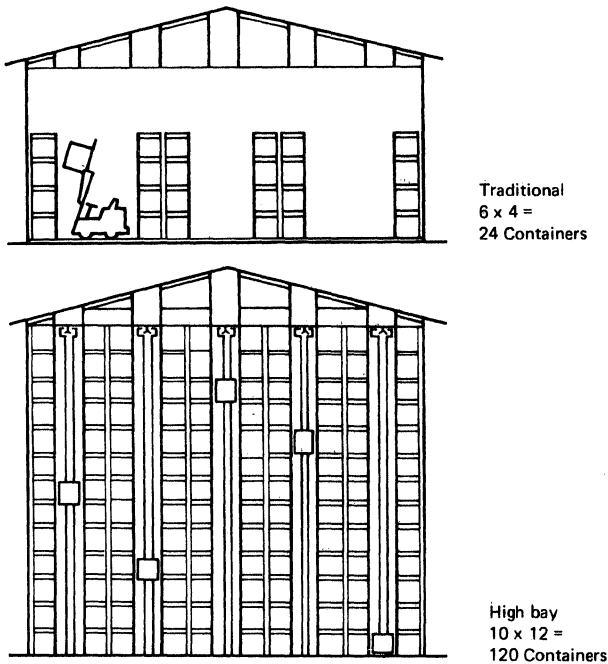 Traditional
6 x 4 =
24 Containers
High bay
10 x 12 =
120 Containers